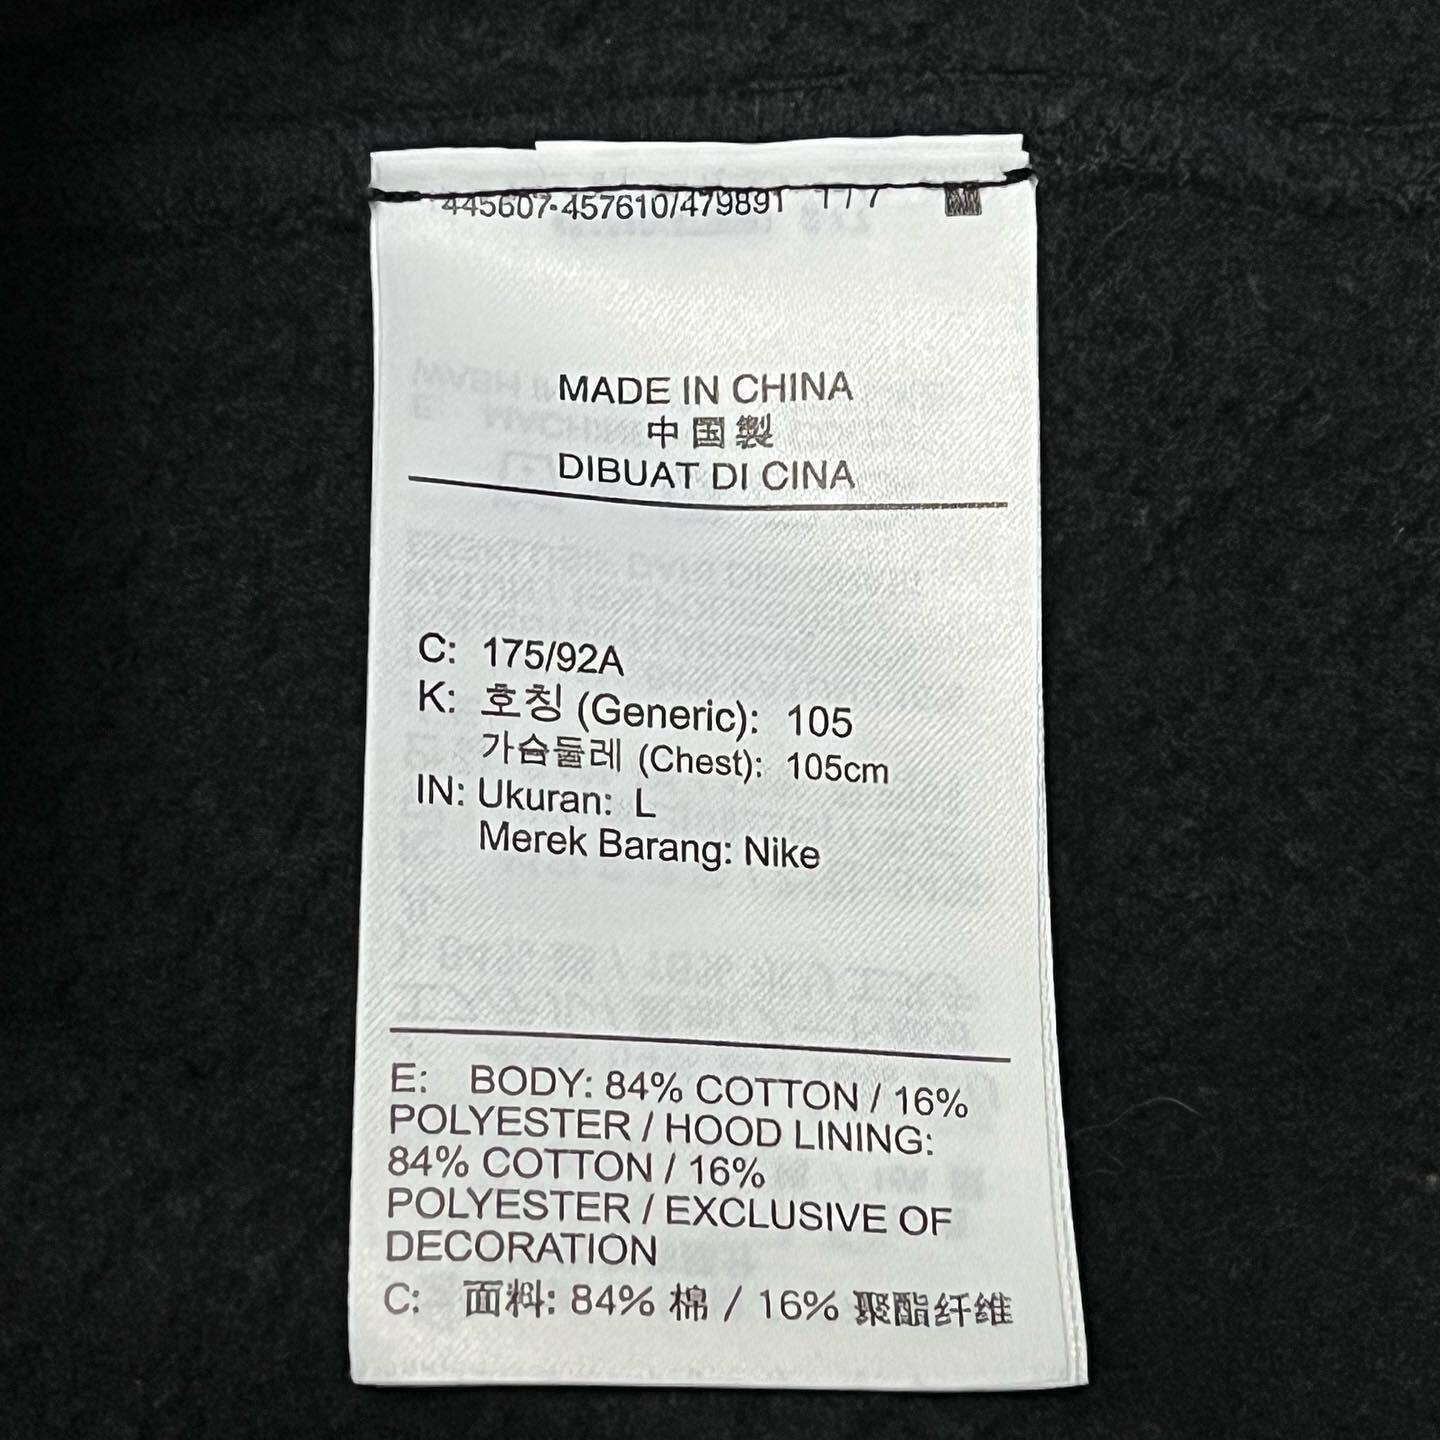 445607-457610/479891 1 / 7
MADE IN CHINA
中国製
DIBUAT DI CINA
C: 175/92A
K: 호칭 (Generic): 105
가슴둘레 (Chest): 105cm
IN: Ukuran: L
Merek Barang: Nike
E: BODY: 84% COTTON / 16%
POLYESTER / HOOD LINING:
84% COTTON / 16%
POLYESTER / EXCLUSIVE OF
DECORATION
C: 面料: 84% 棉 / 16% 聚酯纤维